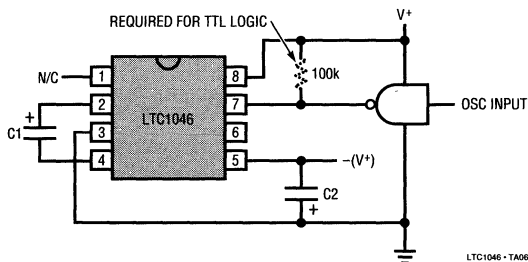 REQUIRED FOR TTL LOGIC
V+
N/C
1
8
100k
2
7
OSC INPUT
LTC1046
+
C1
3
6
4
5
–(V+)
C2
+
LTC1046 • TA06